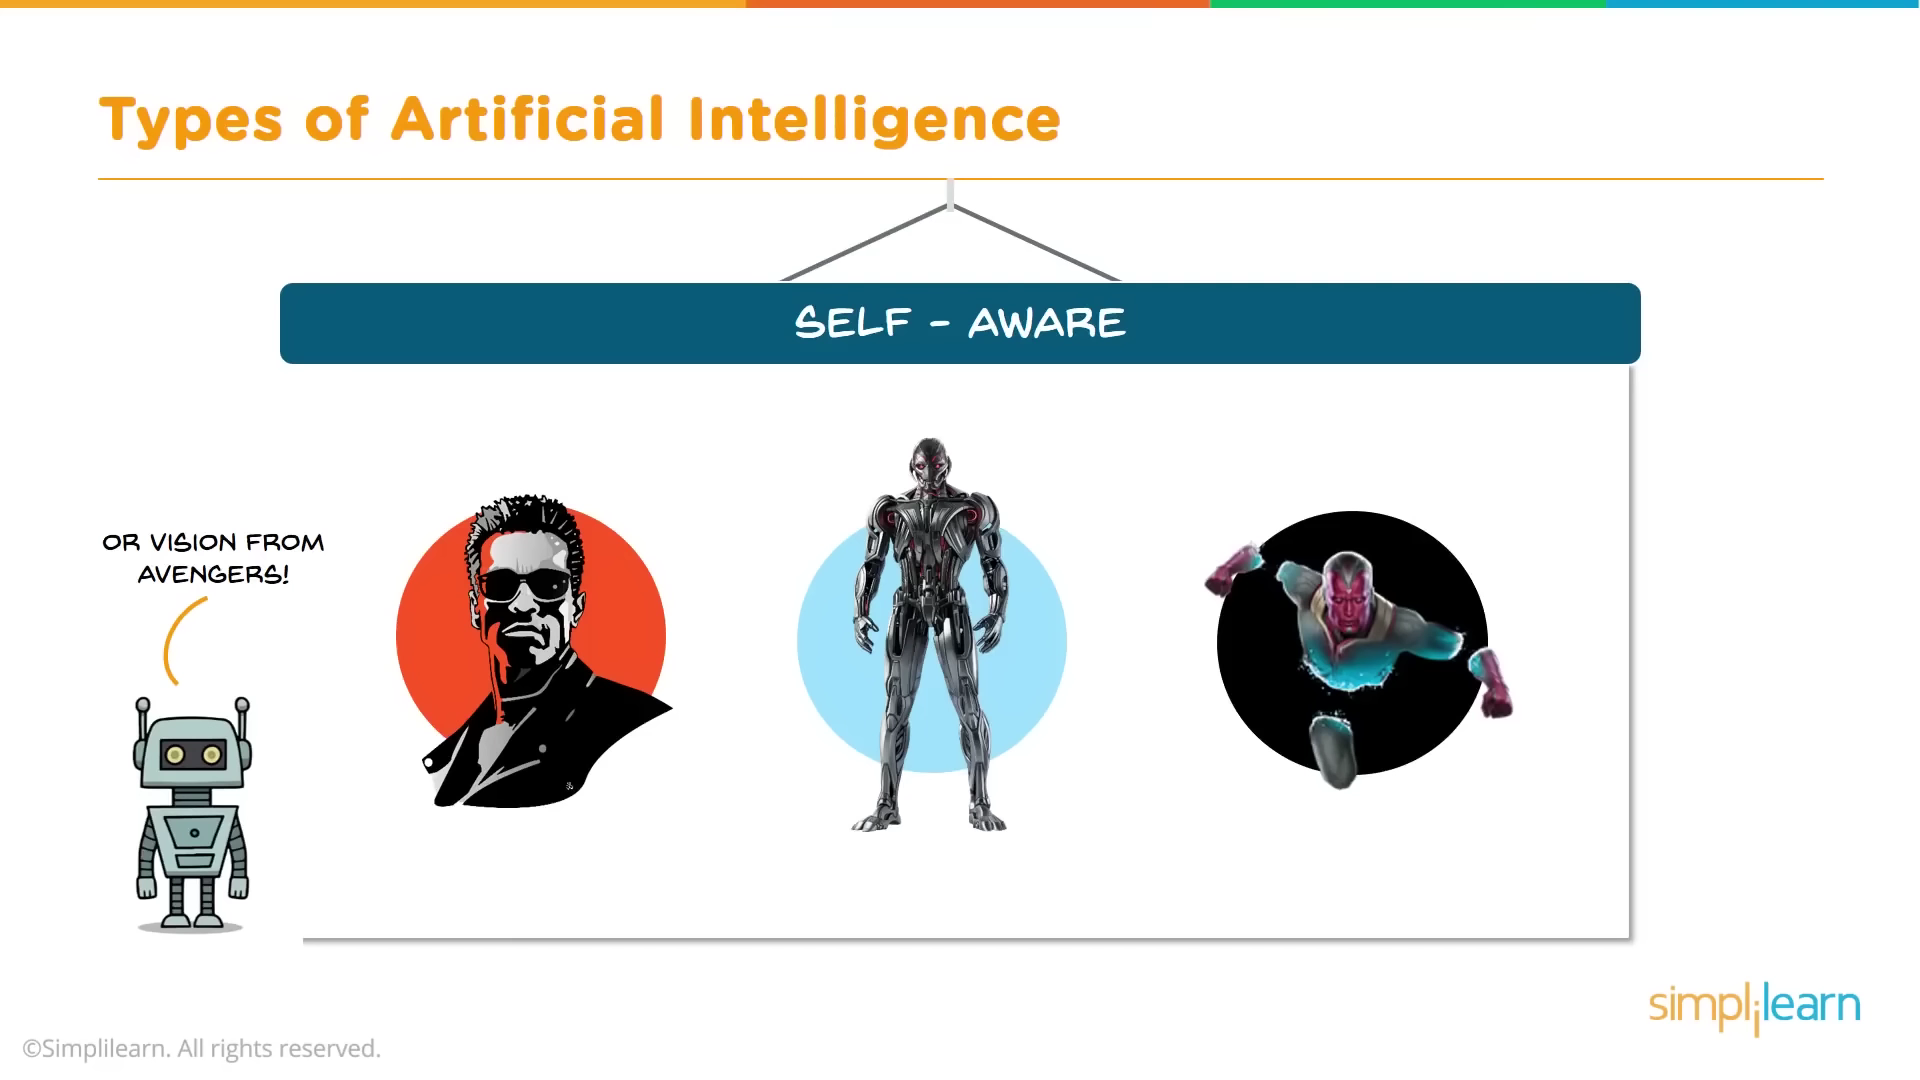 Types of Artificial Intelligence
SELF - AWARE
OR VISION FROM
AVENGERS!
simplilearn
©Simplilearn. All rights reserved.